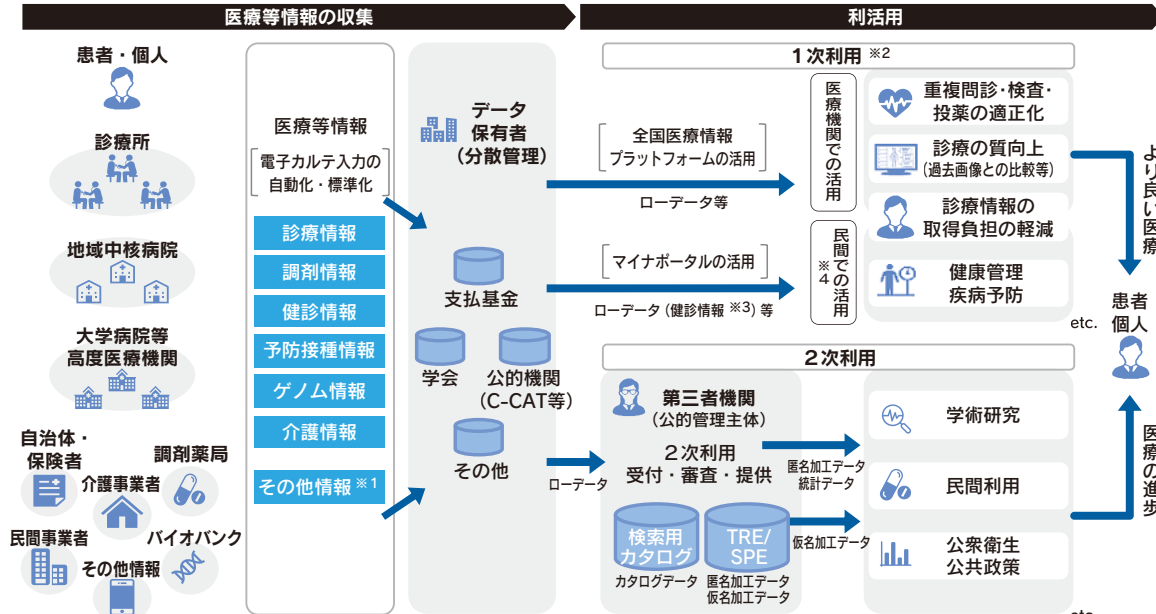 医療等情報の収集
利活用
患者・個人
診療所
地域中核病院
大学病院等
高度医療機関
自治体・
保険者
調剤薬局
介護事業者
民間事業者
バイオバンク
その他情報
医療等情報
電子カルテ入力の
自動化・標準化
診療情報
調剤情報
健診情報
予防接種情報
ゲノム情報
介護情報
その他情報 ※1
データ
保有者
(分散管理)
支払基金
学会
公的機関
(C-CAT等)
その他
1次利用 ※2
全国医療情報
プラットフォームの活用
ローデータ等
マイナポータルの活用
ローデータ(健診情報 ※3)等
医療機関での活用
民間での活用
※4
重複問診・検査・
投薬の適正化
診療の質向上
(過去画像との比較等)
診療情報の
取得負担の軽減
健康管理
疾病予防
etc.
より良い医療
患者
個人
医療の進歩
2次利用
ローデータ
第三者機関
(公的管理主体)
2次利用
受付・審査・提供
検索用
カタログ
カタログデータ
TRE/
SPE
匿名加工データ
仮名加工データ
匿名加工データ
統計データ
仮名加工データ
学術研究
民間利用
公衆衛生
公共政策
etc.